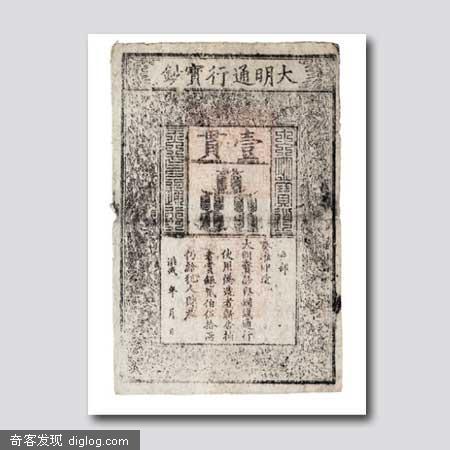 大明通行寶鈔
壹貫
奏准印造
大明寶鈔與銅錢通行
使用偽造者斬告捕
者賞銀貳伯伍拾兩
仍給犯人財產
洪武 年 月 日
奇客发现 diglog.com